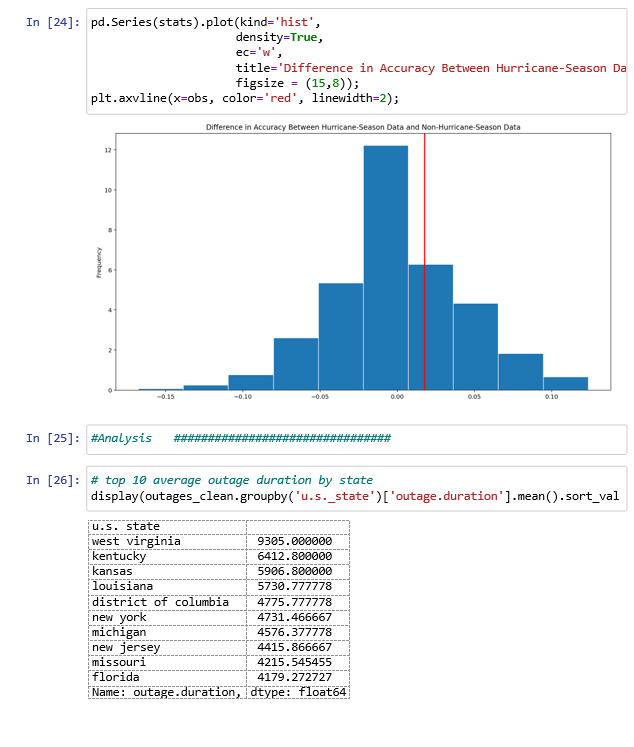 In [24]: pd.Series(stats).plot(kind='hist',
density=True,
ec='w',
title='Difference in Accuracy Between Hurricane-Season Da
figsize = (15,8));
plt.axvline(x=obs, color='red', linewidth=2);
Difference in Accuracy Between Hurricane-Season Data and Non-Hurricane-Season Data
12
10
8
6
4
2
0
Frequency
−0.15 −0.10 −0.05 0.00 0.05 0.10
In [25]: #Analysis ################################
In [26]: # top 10 average outage duration by state
display(outages_clean.groupby('u.s._state')['outage.duration'].mean().sort_val
u.s. state
west virginia 9305.000000
kentucky 6412.800000
kansas 5906.800000
louisiana 5730.777778
district of columbia 4775.777778
new york 4731.466667
michigan 4576.377778
new jersey 4415.866667
missouri 4215.545455
florida 4179.272727
Name: outage.duration, dtype: float64